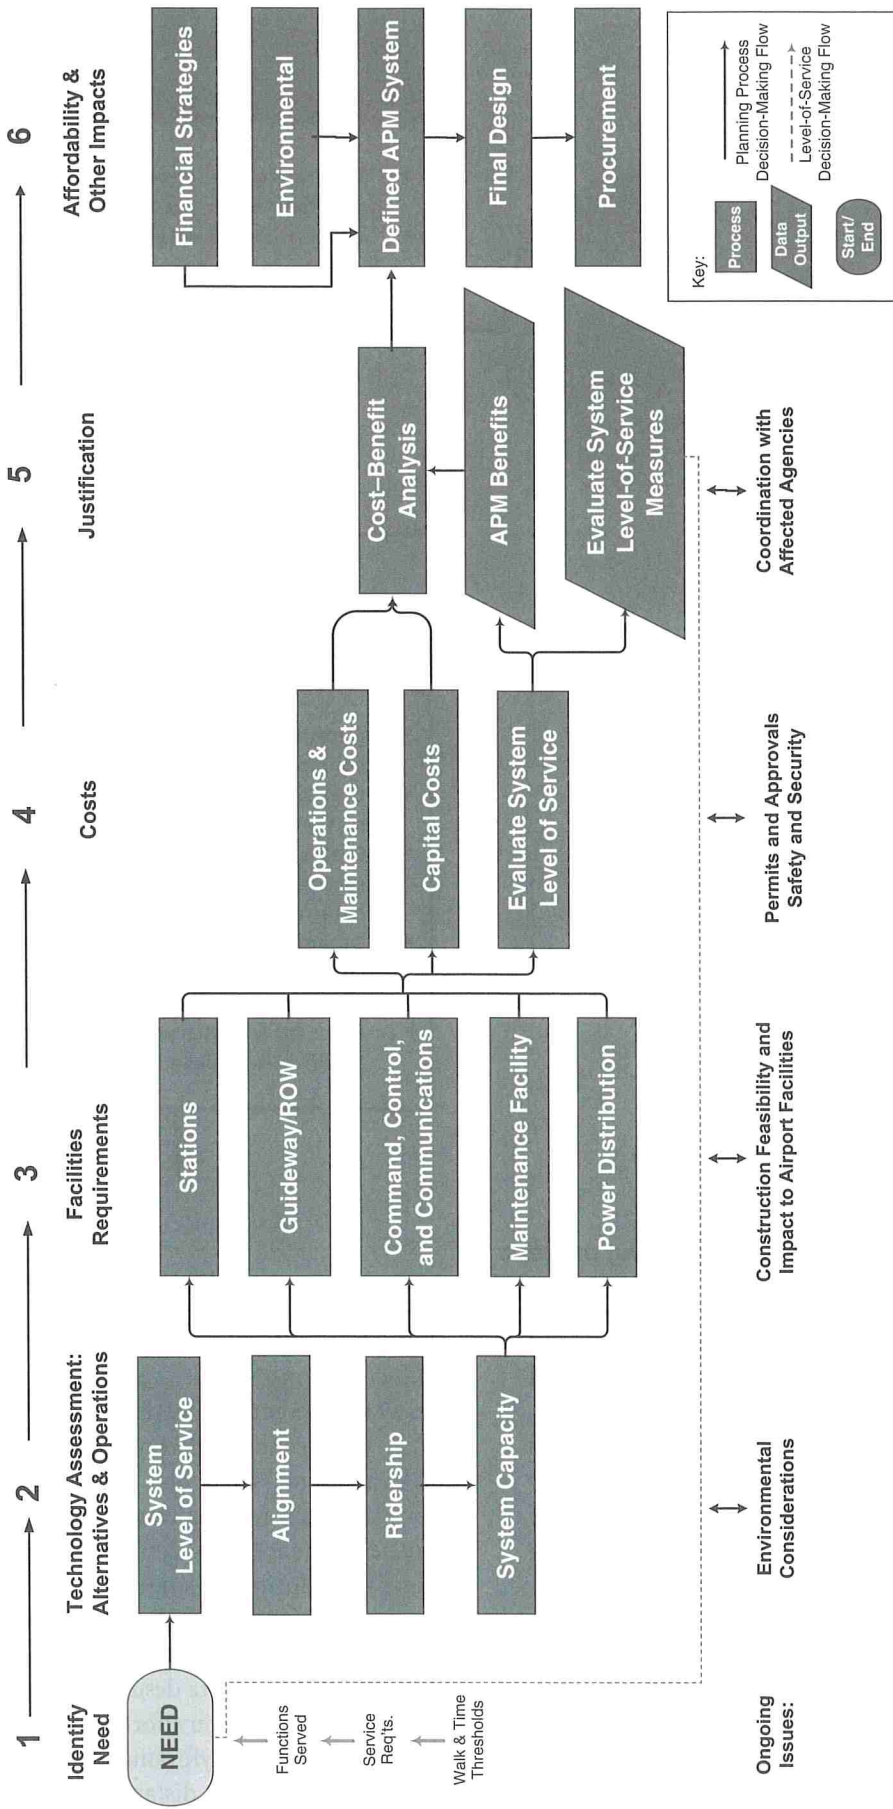 1
2
3
4
5
6
Identify
Need
Technology Assessment:
Alternatives & Operations
Facilities
Requirements
Costs
Justification
Affordability &
Other Impacts
NEED
Functions
Served
Service
Req'ts.
Walk & Time
Thresholds
System
Level of Service
Alignment
Ridership
System Capacity
Stations
Guideway/ROW
Command, Control,
and Communications
Maintenance Facility
Power Distribution
Operations &
Maintenance Costs
Capital Costs
Evaluate System
Level of Service
Cost–Benefit
Analysis
APM Benefits
Evaluate System
Level-of-Service
Measures
Financial Strategies
Environmental
Defined APM System
Final Design
Procurement
Ongoing
Issues:
Environmental
Considerations
Construction Feasibility and
Impact to Airport Facilities
Permits and Approvals
Safety and Security
Coordination with
Affected Agencies
Key:
Process
Data
Output
Start/
End
Planning Process
Decision-Making Flow
Level-of-Service
Decision-Making Flow